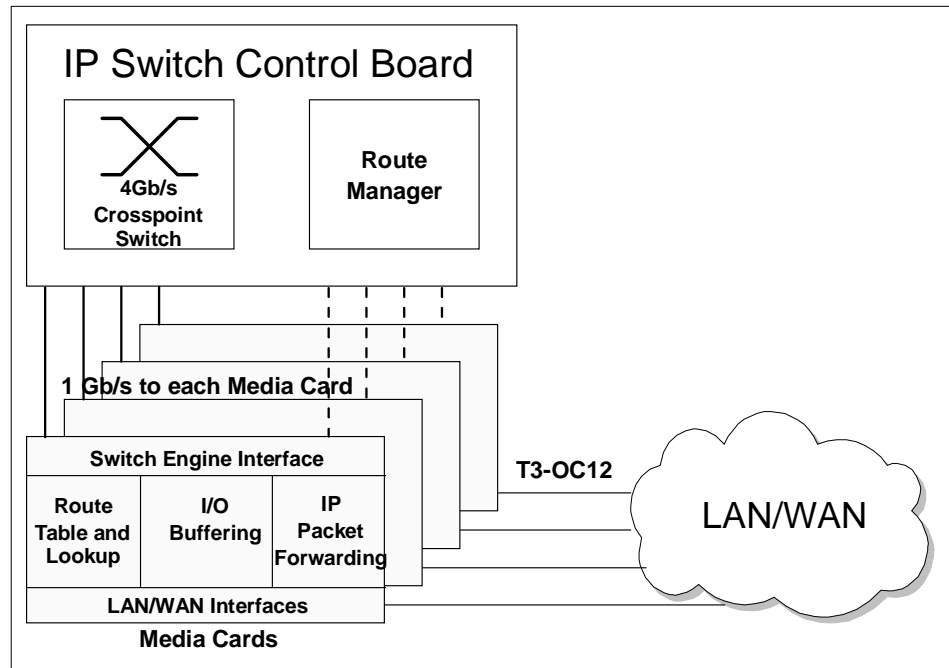 IP Switch Control Board
4Gb/s
Crosspoint
Switch
Route
Manager
1 Gb/s to each Media Card
Switch Engine Interface
Route
Table and
Lookup
I/O
Buffering
IP
Packet
Forwarding
LAN/WAN Interfaces
Media Cards
T3-OC12
LAN/WAN